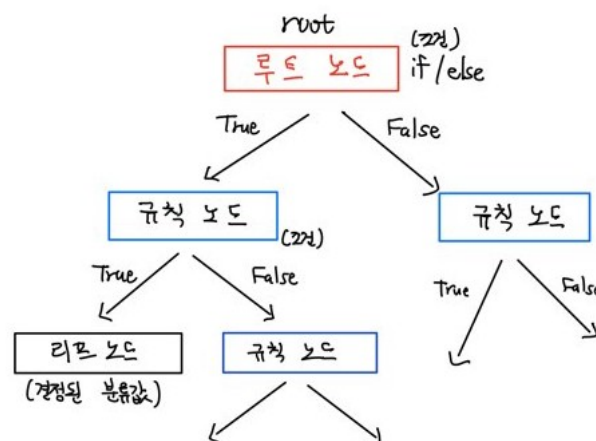 root
(조건)
루트 노드
if/else
True
False
규칙 노드
(조건)
규칙 노드
True
False
True
False
리프 노드
규칙 노드
(결정된 분류값)